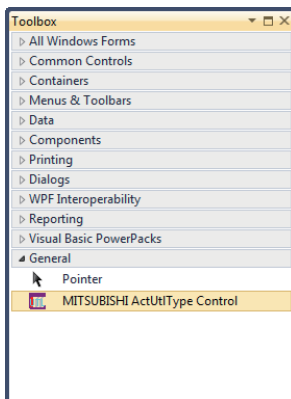 Toolbox
All Windows Forms
Common Controls
Containers
Menus & Toolbars
Data
Components
Printing
Dialogs
WPF Interoperability
Reporting
Visual Basic PowerPacks
General
Pointer
MITSUBISHI ActUtlType Control